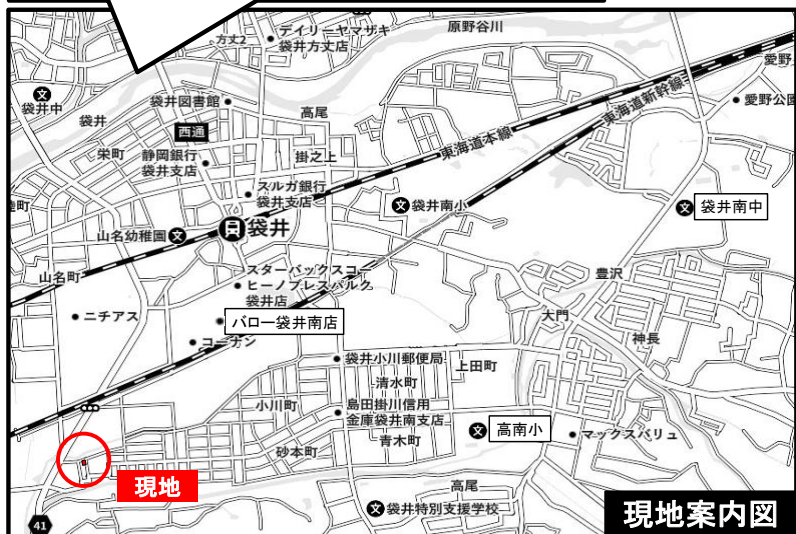 デイリーヤマザキ
袋井方丈店
方丈2
原野谷川
愛野
袋井中
袋井図書館
高尾
愛野公園
袋井
西通
栄町
静岡銀行
袋井支店
掛之上
東海道本線
東海道新幹線
スルガ銀行
袋井支店
袋井南小
袋井南中
山名幼稚園
袋井
山名町
スターバックスコー
ヒーノブレスパルク
袋井店
豊沢
ニチアス
バロー袋井南店
大門
神長
コーナン
袋井小川郵便局
上田町
清水町
小川町
島田掛川信用
金庫袋井南支店
高南小
マックスバリュ
砂本町
青木町
現地
高尾
袋井特別支援学校
41
現地案内図